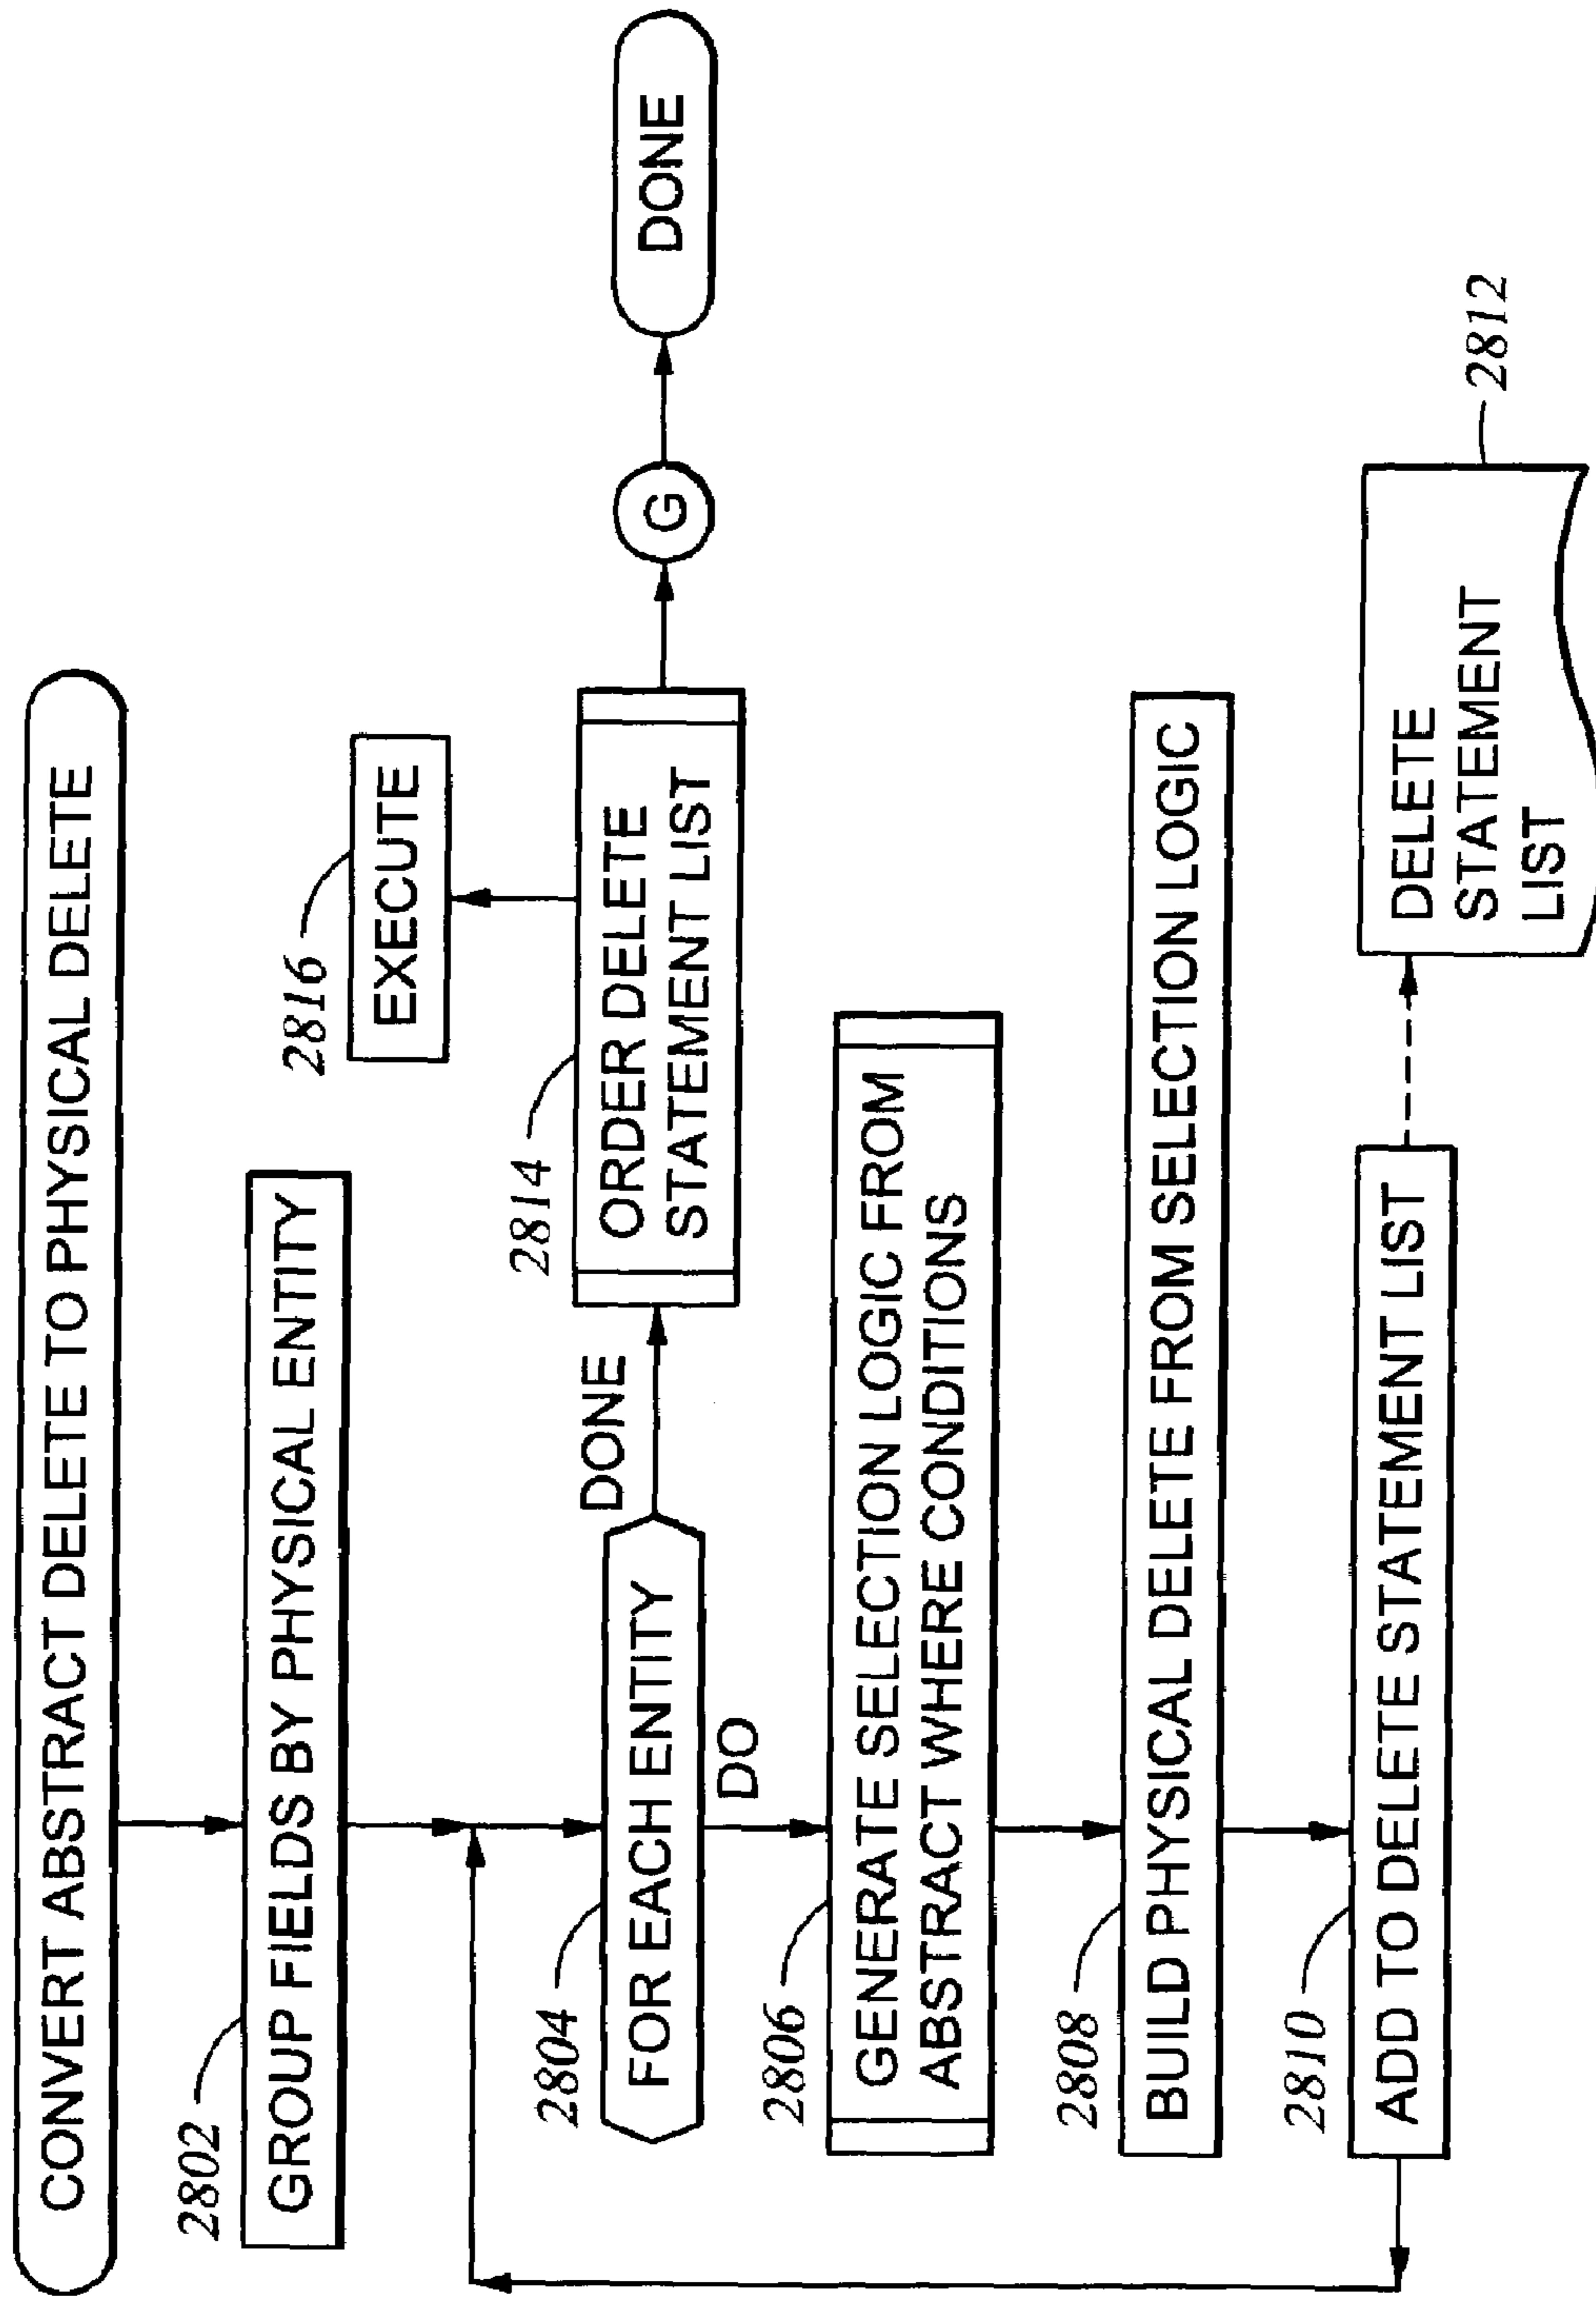 CONVERT ABSTRACT DELETE TO PHYSICAL DELETE
2802
GROUP FIELDS BY PHYSICAL ENTITY
2804
FOR EACH ENTITY
DONE
DO
2814
ORDER DELETE
STATEMENT LIST
2816
EXECUTE
G
DONE
2806
GENERATE SELECTION LOGIC FROM
ABSTRACT WHERE CONDITIONS
2808
BUILD PHYSICAL DELETE FROM SELECTION LOGIC
2810
ADD TO DELETE STATEMENT LIST
DELETE
STATEMENT
LIST
2812